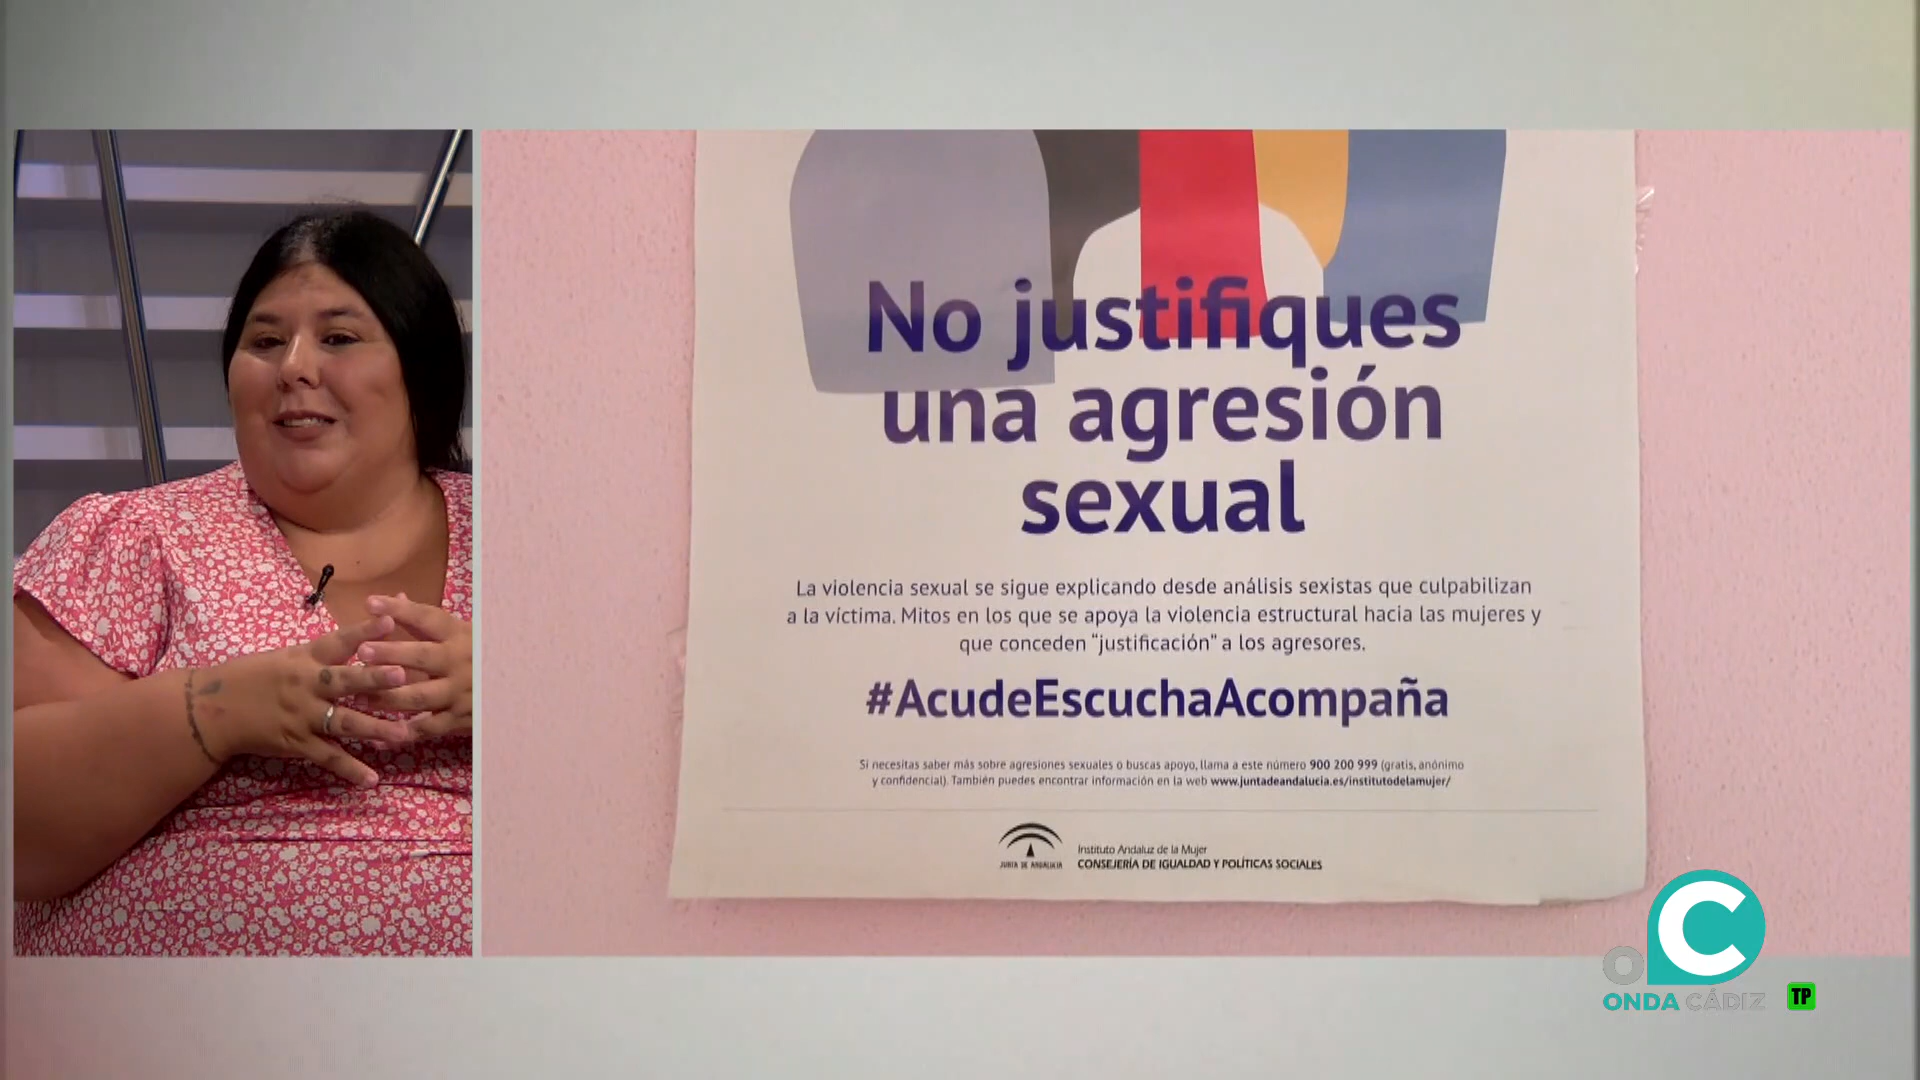 No justifiques
una agresión
sexual
La violencia sexual se sigue explicando desde análisis sexistas que culpabilizan
a la víctima. Mitos en los que se apoya la violencia estructural hacia las mujeres y
que conceden “justificación” a los agresores.
#AcudeEscuchaAcompaña
Si necesitas saber más sobre agresiones sexuales o buscas apoyo, llama a este número 900 200 999 (gratis, anónimo
y confidencial). También puedes encontrar información en la web www.juntadeandalucia.es/institutodelamujer/
JUNTA DE ANDALUCIA
Instituto Andaluz de la Mujer
CONSEJERÍA DE IGUALDAD Y POLÍTICAS SOCIALES
O C
ONDA CÁDIZ
TP